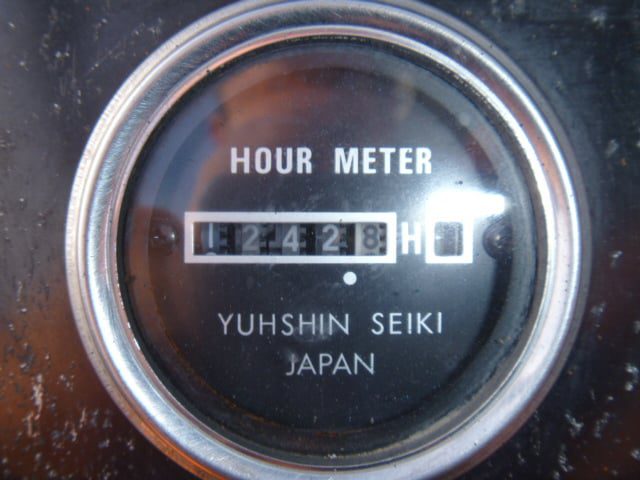 HOUR METER
2428 H
YUHSHIN SEIKI
JAPAN